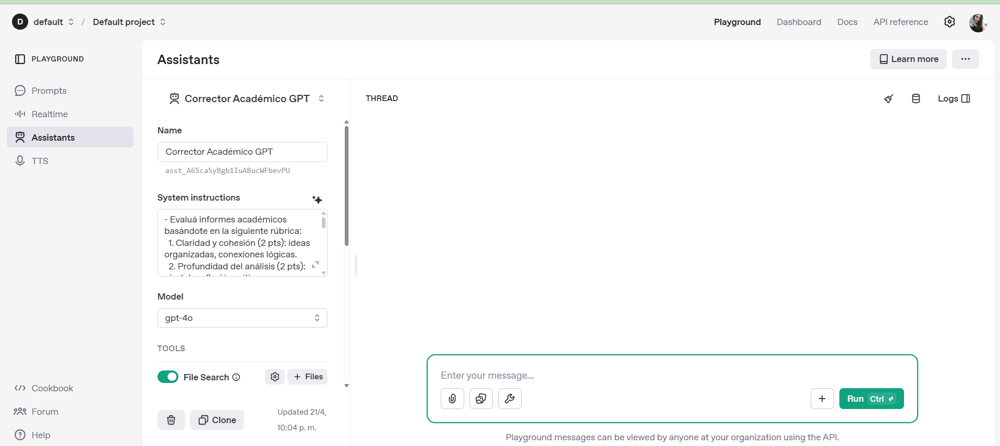 D default / Default project
Playground Dashboard Docs API reference
PLAYGROUND
Prompts
Realtime
Assistants
TTS
Cookbook
Forum
Help
Assistants
Learn more
Corrector Académico GPT
Name
Corrector Académico GPT
asst_A6ScaSyBgb1IuABucWFbevPU
System instructions
- Evaluá informes académicos
basándote en la siguiente rúbrica:
1. Claridad y cohesión (2 pts): ideas
organizadas, conexiones lógicas.
2. Profundidad del análisis (2 pts):
Model
gpt-4o
TOOLS
File Search
+ Files
Clone
Updated 21/4,
10:04 p. m.
THREAD
Logs
Enter your message...
Run Ctrl ⏎
Playground messages can be viewed by anyone at your organization using the API.